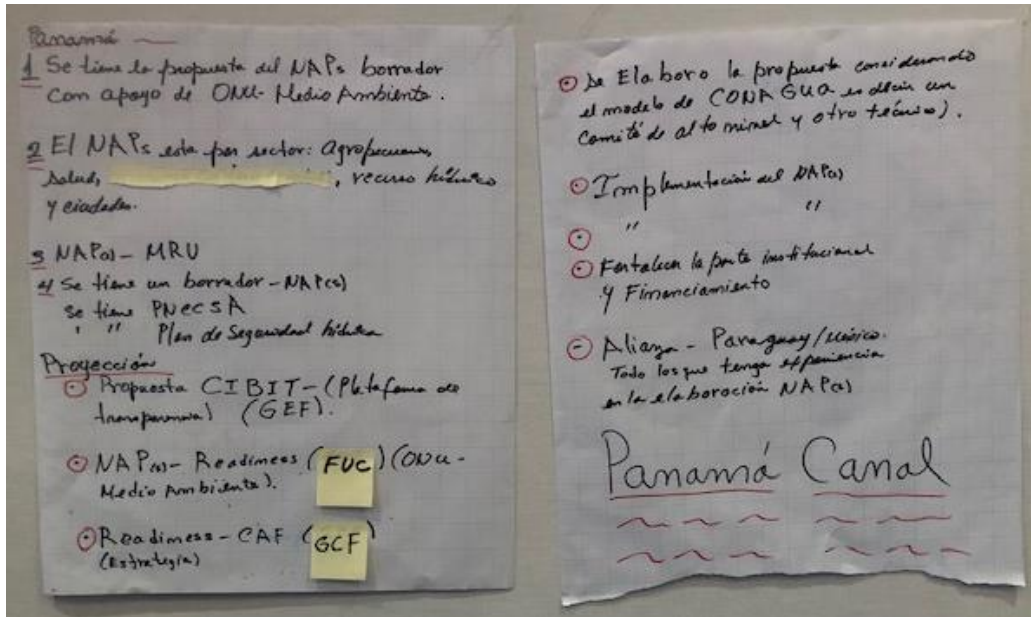 Panamá
1 Se tiene la propuesta del NAPs borrador
con apoyo de ONU-Medio Ambiente.
2 El NAPs esta por sector: agropecuario,
salud, , recurso hídrico
y ciudades.
3 NAP(s) - MRU
4 Se tiene un borrador - NAP(s)
se tiene PNECSA
" " Plan de Seguridad hídrica
Proyección
Propuesta CIBIT - (Plataforma de
transparencia) (GEF).
NAP(s) - Readiness (FUC) (ONU-
Medio Ambiente).
Readiness - CAF (GCF)
(Estrategia)
Se Elaboro la propuesta considerando
el modelo de CONAGUA es decir un
Comité de alto nivel y otro técnico).
Implementación del NAP(s)
" "
Fortalecer la parte institucional
y Financiamiento
Alianza - Paraguay/México.
Todo los que tenga experiencia
en la elaboración NAP(s)
Panamá Canal